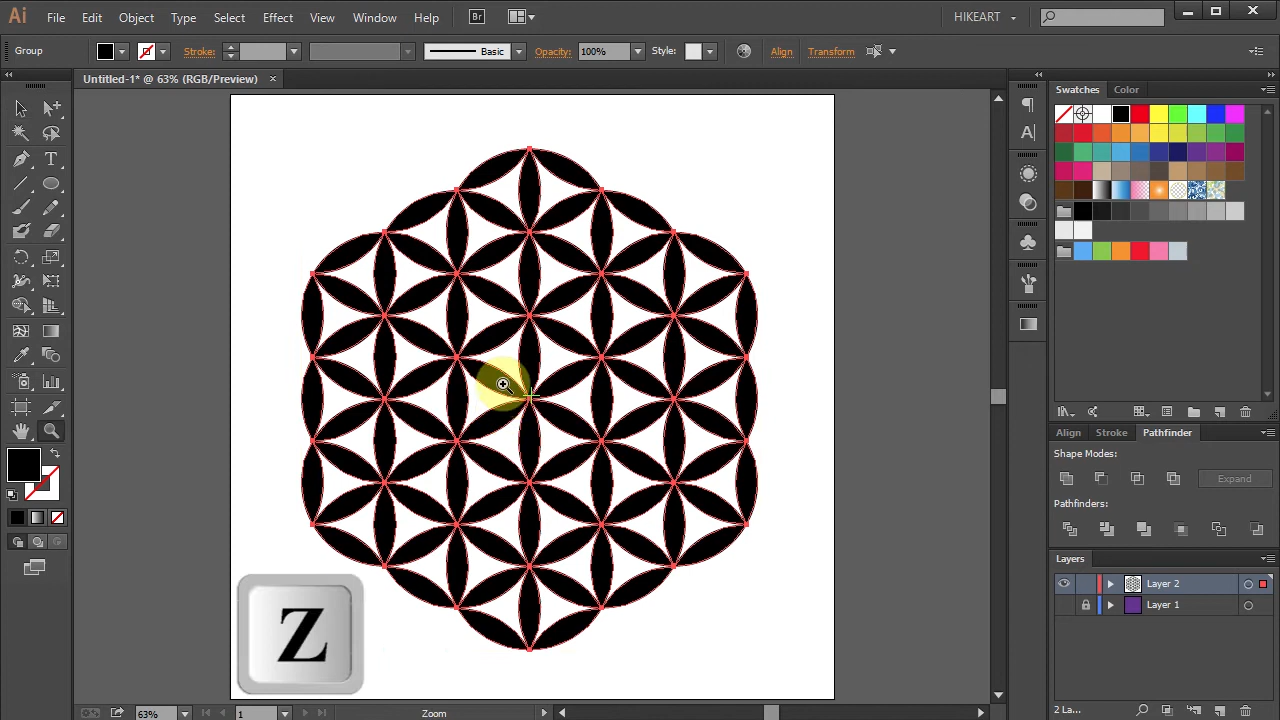 Ai File Edit Object Type Select Effect View Window Help Br HIKEART
Group Stroke: Basic Opacity: 100% Style: Align Transform
Untitled-1* @ 63% (RGB/Preview)
Swatches Color
Align Stroke Pathfinder
Shape Modes:
Expand
Pathfinders:
Layers
Layer 2
Layer 1
Z
63% 1 Zoom 2 La...